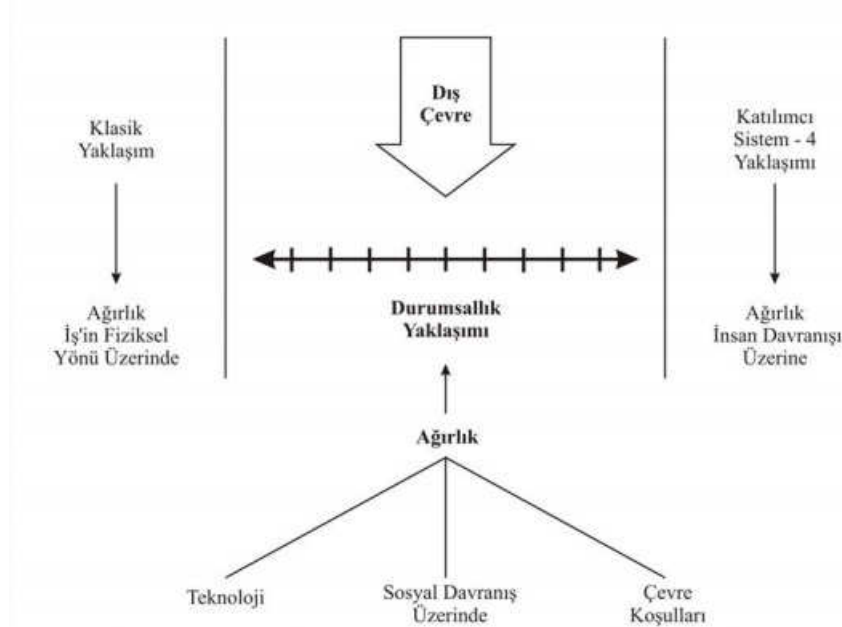 Klasik
Yaklaşım
Ağırlık
İş'in Fiziksel
Yönü Üzerinde
Dış
Çevre
Durumsallık
Yaklaşımı
Ağırlık
Teknoloji
Sosyal Davranış
Üzerinde
Çevre
Koşulları
Katılımcı
Sistem - 4
Yaklaşımı
Ağırlık
İnsan Davranışı
Üzerine